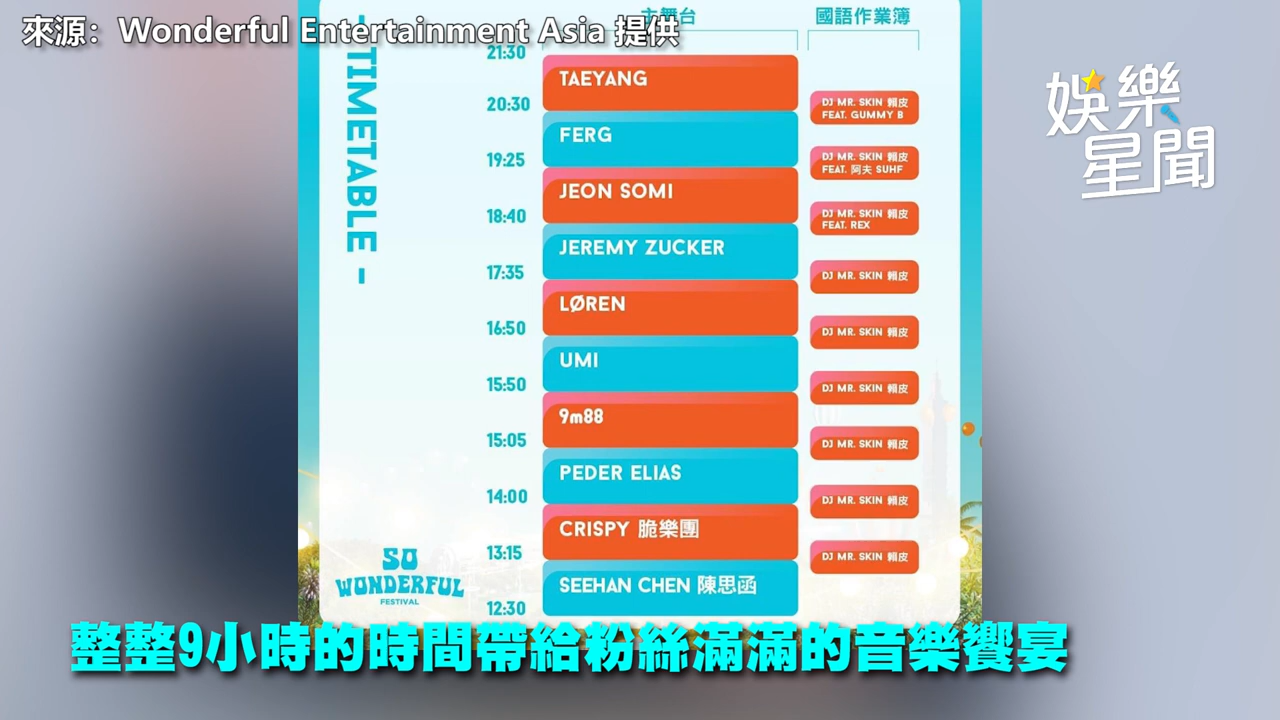 來源：Wonderful Entertainment Asia 提供
主舞台
國語作業簿
- TIMETABLE -
21:30
TAEYANG
20:30
DJ MR. SKIN 賴皮
FEAT. GUMMY B
FERG
19:25
DJ MR. SKIN 賴皮
FEAT. 阿夫 SUHF
JEON SOMI
18:40
DJ MR. SKIN 賴皮
FEAT. REX
JEREMY ZUCKER
17:35
DJ MR. SKIN 賴皮
LØREN
16:50
DJ MR. SKIN 賴皮
UMI
15:50
DJ MR. SKIN 賴皮
9m88
15:05
DJ MR. SKIN 賴皮
PEDER ELIAS
14:00
DJ MR. SKIN 賴皮
CRISPY 脆樂團
13:15
DJ MR. SKIN 賴皮
SEEHAN CHEN 陳思函
12:30
SO
WONDERFUL
FESTIVAL
娛樂
星聞
整整9小時的時間帶給粉絲滿滿的音樂饗宴